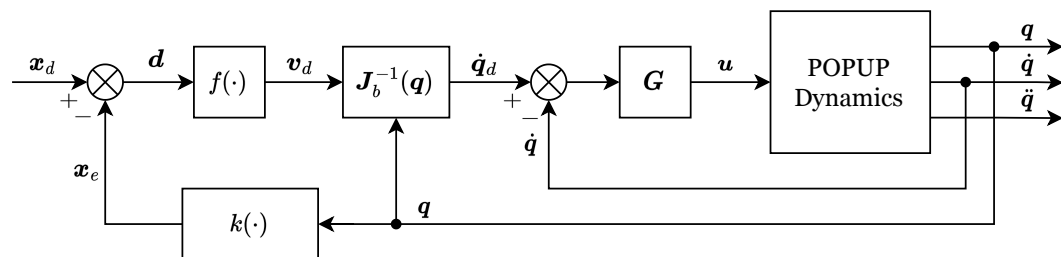 𝒙_d
+
−
𝒅
f(·)
𝒗_d
𝑱_b^{-1}(𝒒)
𝒒̇_d
+
−
𝑮
𝒖
POPUP
Dynamics
𝒒
𝒒̇
𝒒̈
𝒒̇
𝒙_e
k(·)
𝒒